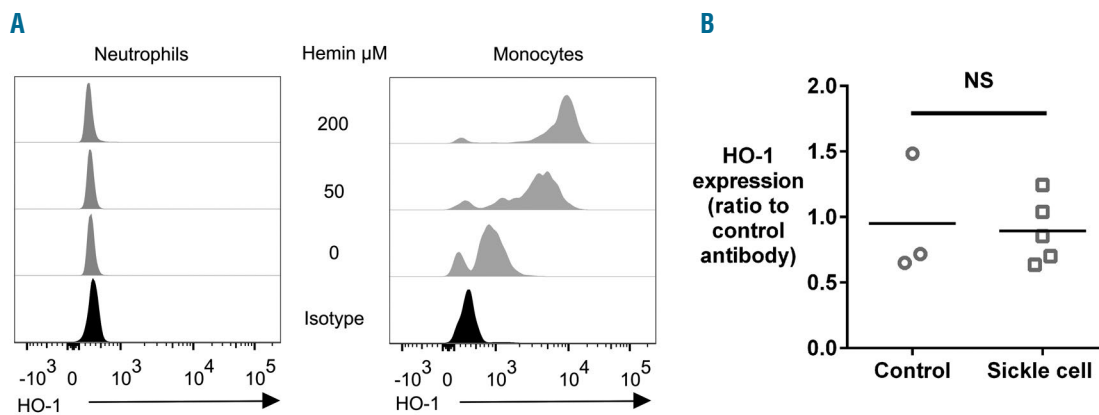 A
Neutrophils
Hemin µM
Monocytes
200
50
0
Isotype
-10³ 0 10³ 10⁴ 10⁵
HO-1
-10³ 0 10³ 10⁴ 10⁵
HO-1
B
NS
HO-1
expression
(ratio to
control
antibody)
2.0
1.5
1.0
0.5
0.0
Control Sickle cell